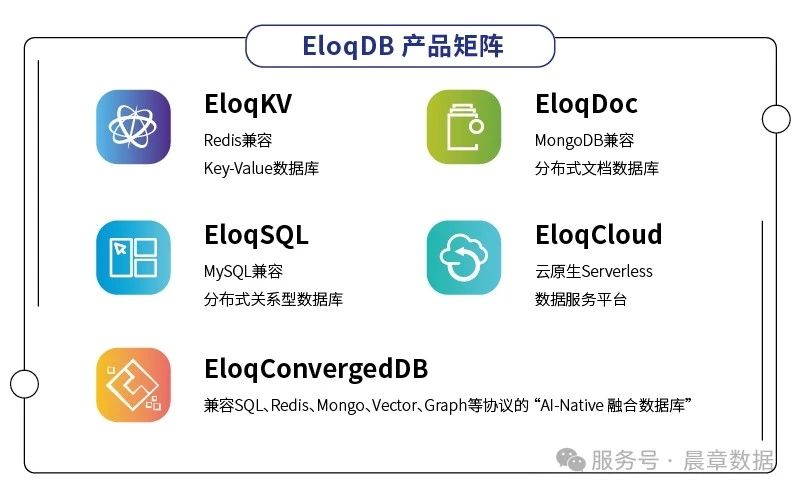 EloqDB 产品矩阵
EloqKV
Redis兼容
Key-Value数据库
EloqDoc
MongoDB兼容
分布式文档数据库
EloqSQL
MySQL兼容
分布式关系型数据库
EloqCloud
云原生Serverless
数据服务平台
EloqConvergedDB
兼容SQL、Redis、Mongo、Vector、Graph等协议的 “AI-Native 融合数据库”
服务号 · 晨章数据